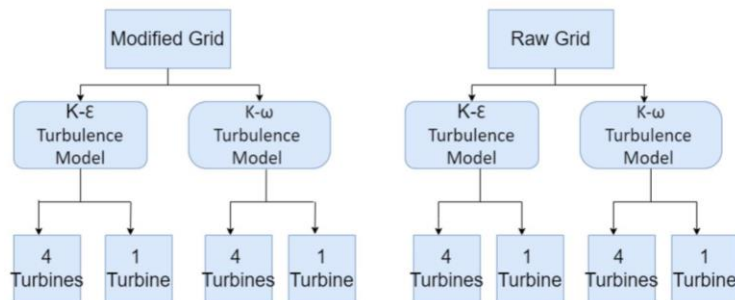 Modified Grid
Raw Grid
K-ε
Turbulence
Model
K-ω
Turbulence
Model
K-ε
Turbulence
Model
K-ω
Turbulence
Model
4
Turbines
1
Turbine
4
Turbines
1
Turbine
4
Turbines
1
Turbine
4
Turbines
1
Turbine